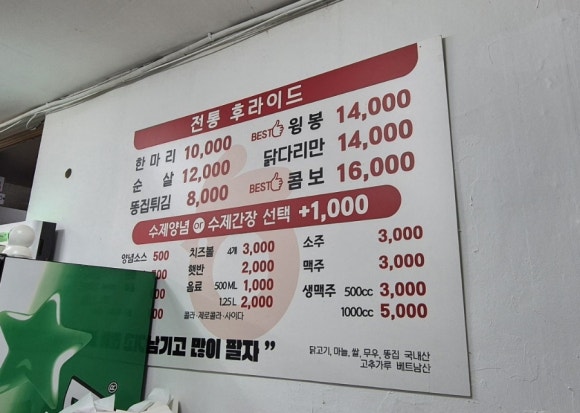 전통 후라이드
한마리 10,000 BEST 윙봉 14,000
순살 12,000 닭다리만 14,000
똥집튀김 8,000 BEST 콤보 16,000
수제양념 or 수제간장 선택 +1,000
양념소스 500 치즈볼 4개 3,000 소주 3,000
500 햇반 2,000 맥주 3,000
음료 500ML 1,000 생맥주 500cc 3,000
1.25L 2,000 1000cc 5,000
콜라·제로콜라·사이다
남기고 많이 팔자"
닭고기, 마늘, 쌀, 무우, 똥집 국내산
고추가루 베트남산